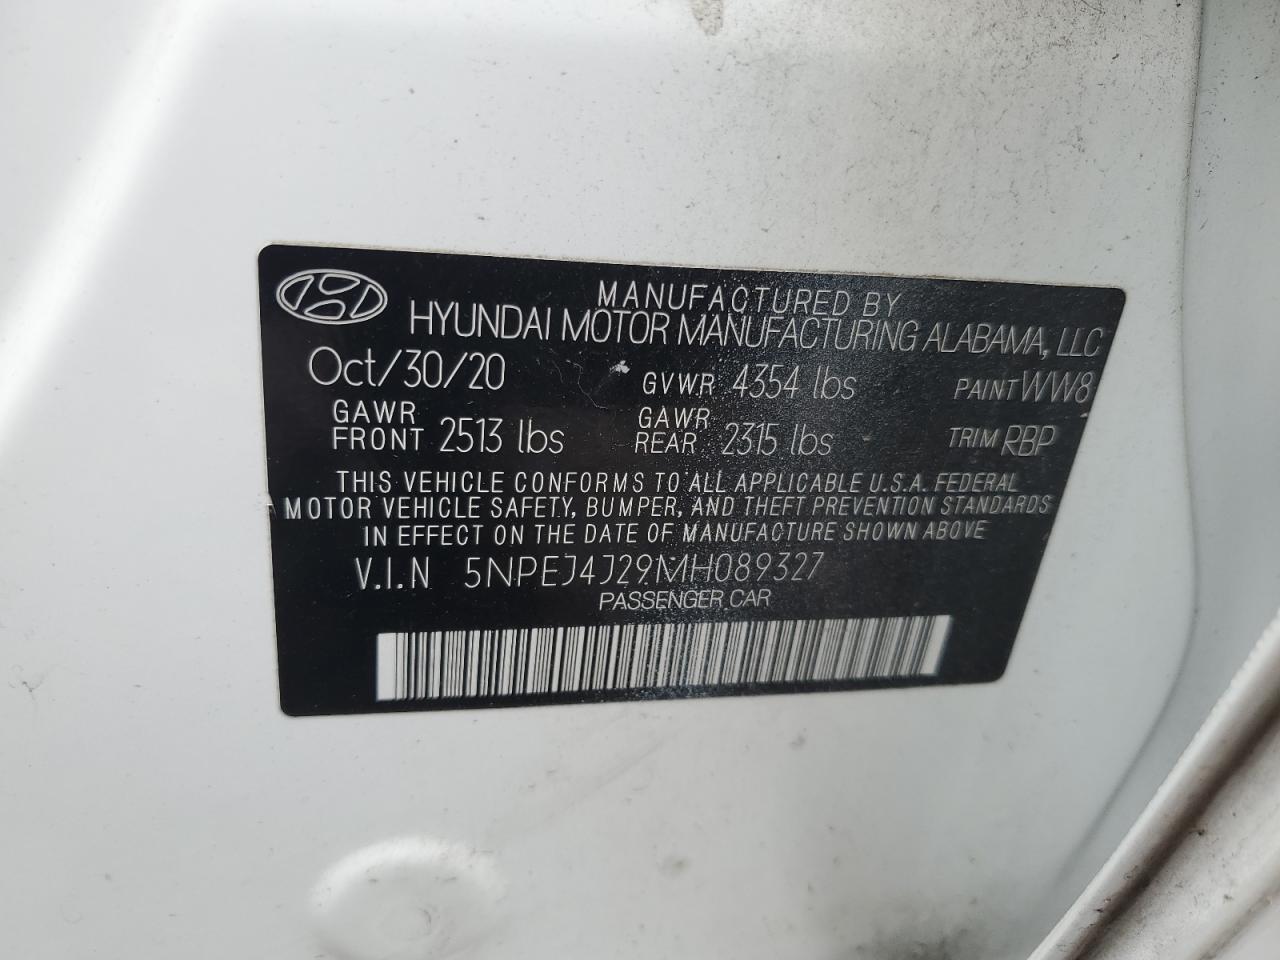 MANUFACTURED BY
HYUNDAI MOTOR MANUFACTURING ALABAMA, LLC
Oct/30/20 GVWR 4354 lbs PAINT WW8
GAWR FRONT 2513 lbs GAWR REAR 2315 lbs TRIM RBP
THIS VEHICLE CONFORMS TO ALL APPLICABLE U.S.A. FEDERAL
MOTOR VEHICLE SAFETY, BUMPER, AND THEFT PREVENTION STANDARDS
IN EFFECT ON THE DATE OF MANUFACTURE SHOWN ABOVE
V.I.N 5NPEJ4J29MH089327
PASSENGER CAR